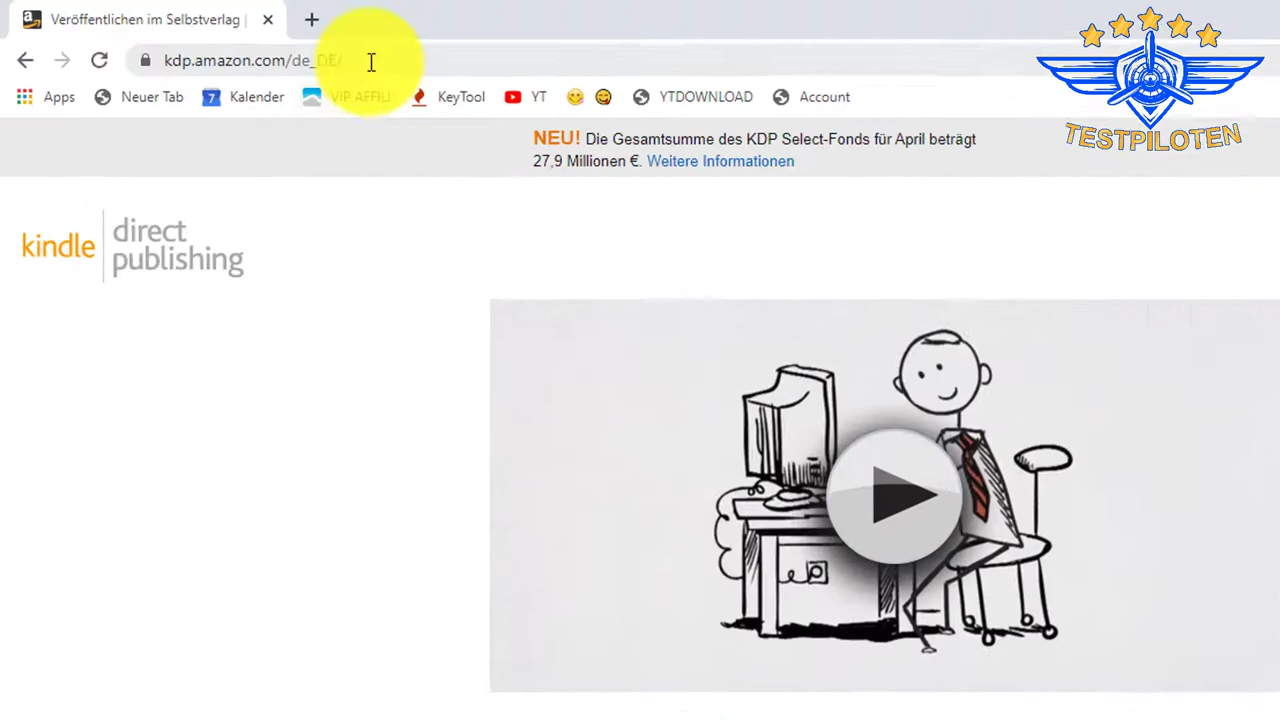 Veröffentlichen im Selbstverlag |
kdp.amazon.com/de_DE/
Apps Neuer Tab Kalender VIP AFFILI KeyTool YT YTDOWNLOAD Account
TESTPILOTEN
NEU! Die Gesamtsumme des KDP Select-Fonds für April beträgt
27,9 Millionen €. Weitere Informationen
kindle direct publishing